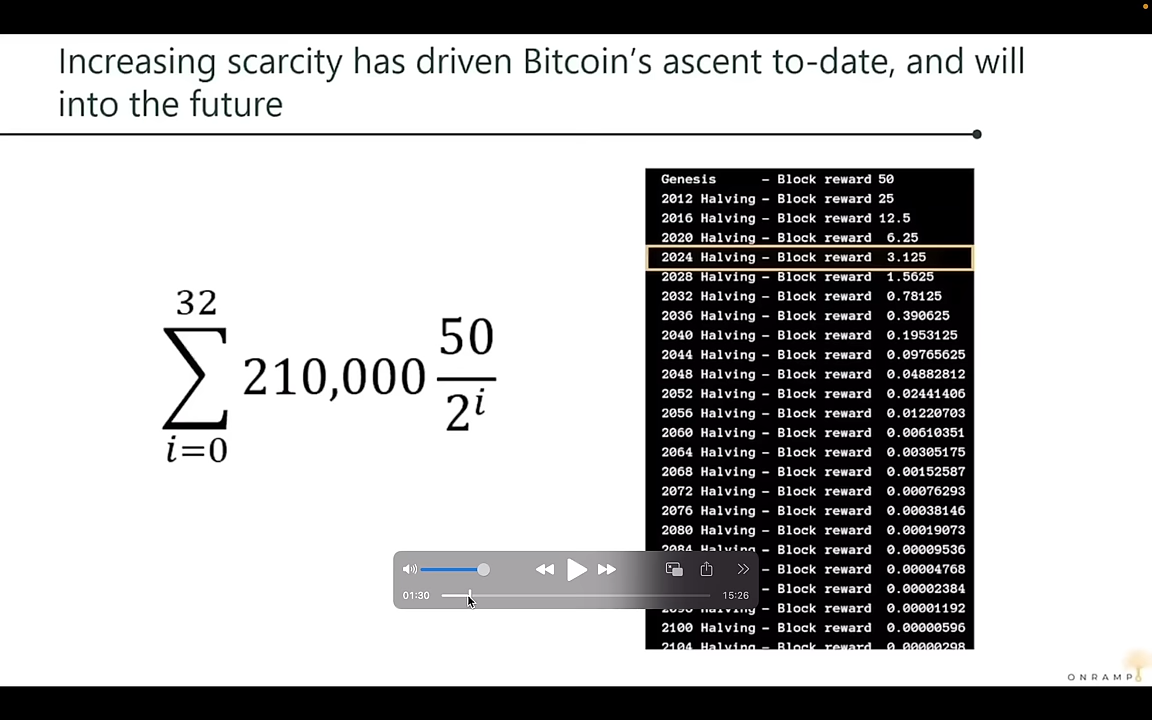 Increasing scarcity has driven Bitcoin's ascent to-date, and will
into the future
32
∑ 210,000 50/2^i
i=0
Genesis – Block reward 50
2012 Halving – Block reward 25
2016 Halving – Block reward 12.5
2020 Halving – Block reward 6.25
2024 Halving – Block reward 3.125
2028 Halving – Block reward 1.5625
2032 Halving – Block reward 0.78125
2036 Halving – Block reward 0.390625
2040 Halving – Block reward 0.1953125
2044 Halving – Block reward 0.09765625
2048 Halving – Block reward 0.04882812
2052 Halving – Block reward 0.02441406
2056 Halving – Block reward 0.01220703
2060 Halving – Block reward 0.00610351
2064 Halving – Block reward 0.00305175
2068 Halving – Block reward 0.00152587
2072 Halving – Block reward 0.00076293
2076 Halving – Block reward 0.00038146
2080 Halving – Block reward 0.00019073
2084 Halving – Block reward 0.00009536
0.00004768
– Block reward 0.00002384
Halving – Block reward 0.00001192
2100 Halving – Block reward 0.00000596
2104 Halving – Block reward 0.00000298
01:30
15:26
ONRAMP